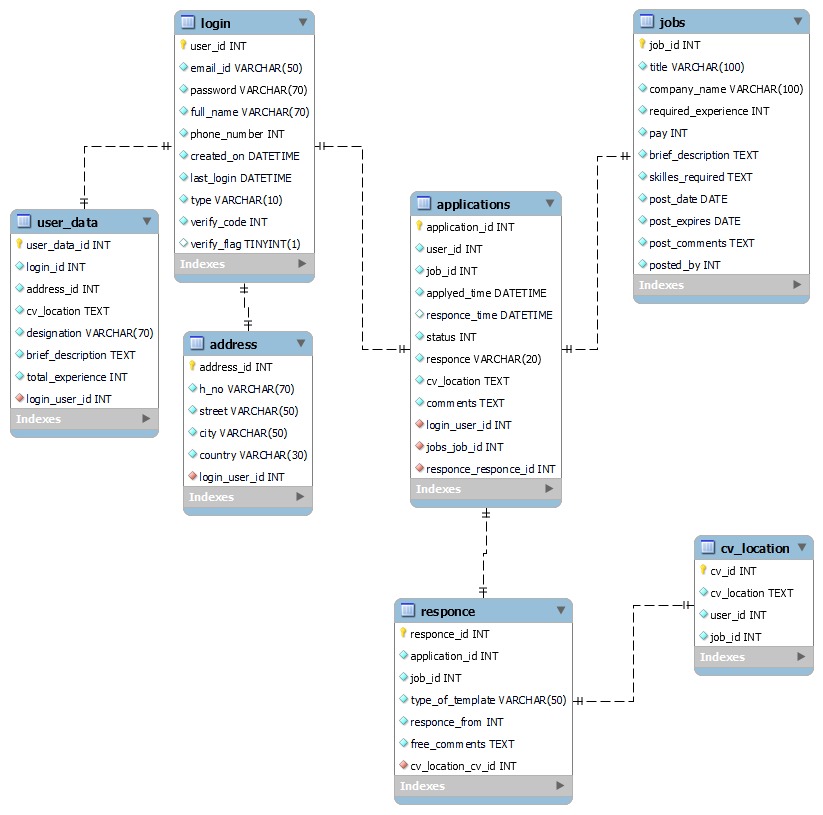 login
user_id INT
email_id VARCHAR(50)
password VARCHAR(70)
full_name VARCHAR(70)
phone_number INT
created_on DATETIME
last_login DATETIME
type VARCHAR(10)
verify_code INT
verify_flag TINYINT(1)
Indexes
jobs
job_id INT
title VARCHAR(100)
company_name VARCHAR(100)
required_experience INT
pay INT
brief_description TEXT
skilles_required TEXT
post_date DATE
post_expires DATE
post_comments TEXT
posted_by INT
Indexes
user_data
user_data_id INT
login_id INT
address_id INT
cv_location TEXT
designation VARCHAR(70)
brief_description TEXT
total_experience INT
login_user_id INT
Indexes
address
address_id INT
h_no VARCHAR(70)
street VARCHAR(50)
city VARCHAR(50)
country VARCHAR(30)
login_user_id INT
Indexes
applications
application_id INT
user_id INT
job_id INT
applyed_time DATETIME
responce_time DATETIME
status INT
responce VARCHAR(20)
cv_location TEXT
comments TEXT
login_user_id INT
jobs_job_id INT
responce_responce_id INT
Indexes
responce
responce_id INT
application_id INT
job_id INT
type_of_template VARCHAR(50)
responce_from INT
free_comments TEXT
cv_location_cv_id INT
Indexes
cv_location
cv_id INT
cv_location TEXT
user_id INT
job_id INT
Indexes